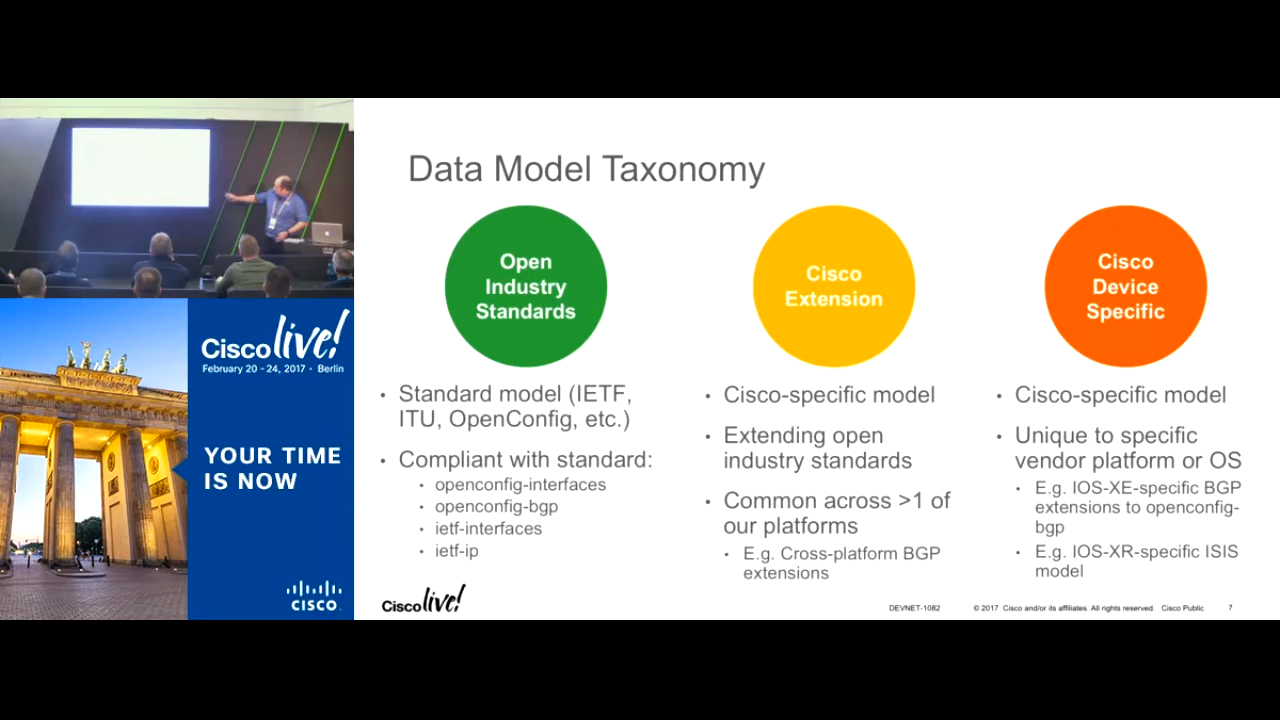 Data Model Taxonomy
Open
Industry
Standards
Cisco
Extension
Cisco
Device
Specific
• Standard model (IETF,
ITU, OpenConfig, etc.)
• Compliant with standard:
• openconfig-interfaces
• openconfig-bgp
• ietf-interfaces
• ietf-ip
• Cisco-specific model
• Extending open
industry standards
• Common across >1 of
our platforms
• E.g. Cross-platform BGP
extensions
• Cisco-specific model
• Unique to specific
vendor platform or OS
• E.g. IOS-XE-specific BGP
extensions to openconfig-
bgp
• E.g. IOS-XR-specific ISIS
model
Cisco live!
February 20 - 24, 2017 • Berlin
YOUR TIME
IS NOW
CISCO.
Cisco live!
DEVNET-1082
© 2017 Cisco and/or its affiliates. All rights reserved. Cisco Public
7